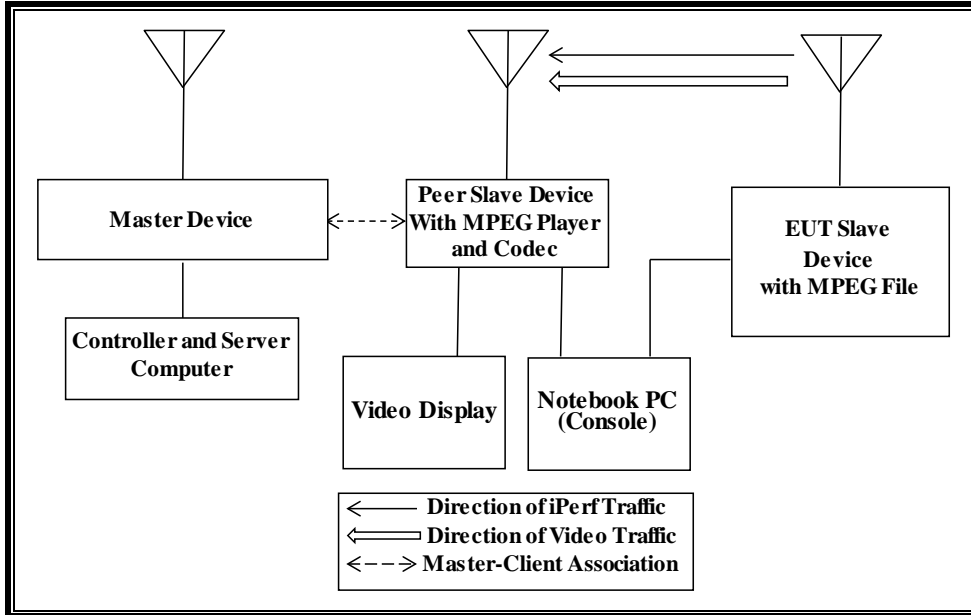 Master Device
Peer Slave Device
With MPEG Player
and Codec
EUT Slave
Device
with MPEG File
Controller and Server
Computer
Video Display
Notebook PC
(Console)
Direction of iPerf Traffic
Direction of Video Traffic
Master-Client Association